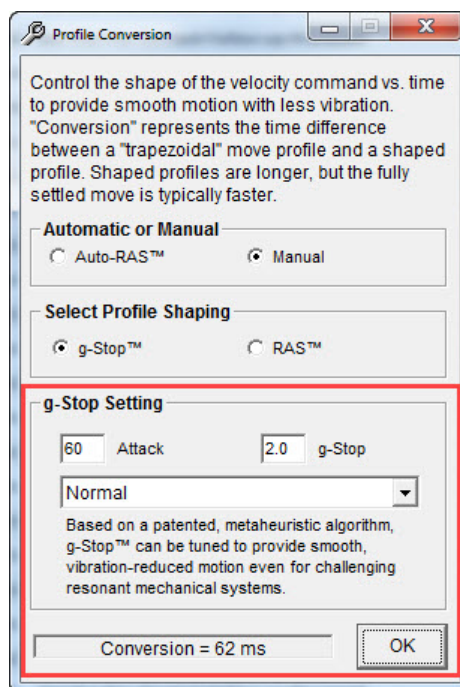 Profile Conversion
Control the shape of the velocity command vs. time
to provide smooth motion with less vibration.
"Conversion" represents the time difference
between a "trapezoidal" move profile and a shaped
profile. Shaped profiles are longer, but the fully
settled move is typically faster.
Automatic or Manual
Auto-RAS™ Manual
Select Profile Shaping
g-Stop™ RAS™
g-Stop Setting
60 Attack 2.0 g-Stop
Normal
Based on a patented, metaheuristic algorithm,
g-Stop™ can be tuned to provide smooth,
vibration-reduced motion even for challenging
resonant mechanical systems.
Conversion = 62 ms OK